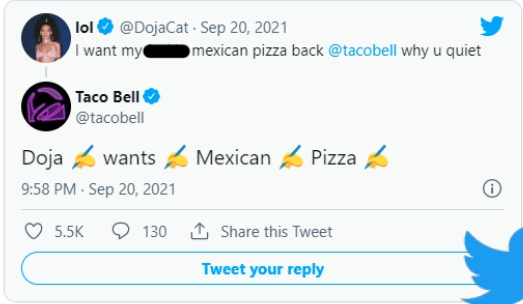 lol @DojaCat · Sep 20, 2021
I want my mexican pizza back @tacobell why u quiet
Taco Bell
@tacobell
Doja ✍️ wants ✍️ Mexican ✍️ Pizza ✍️
9:58 PM · Sep 20, 2021
5.5K 130 Share this Tweet
Tweet your reply